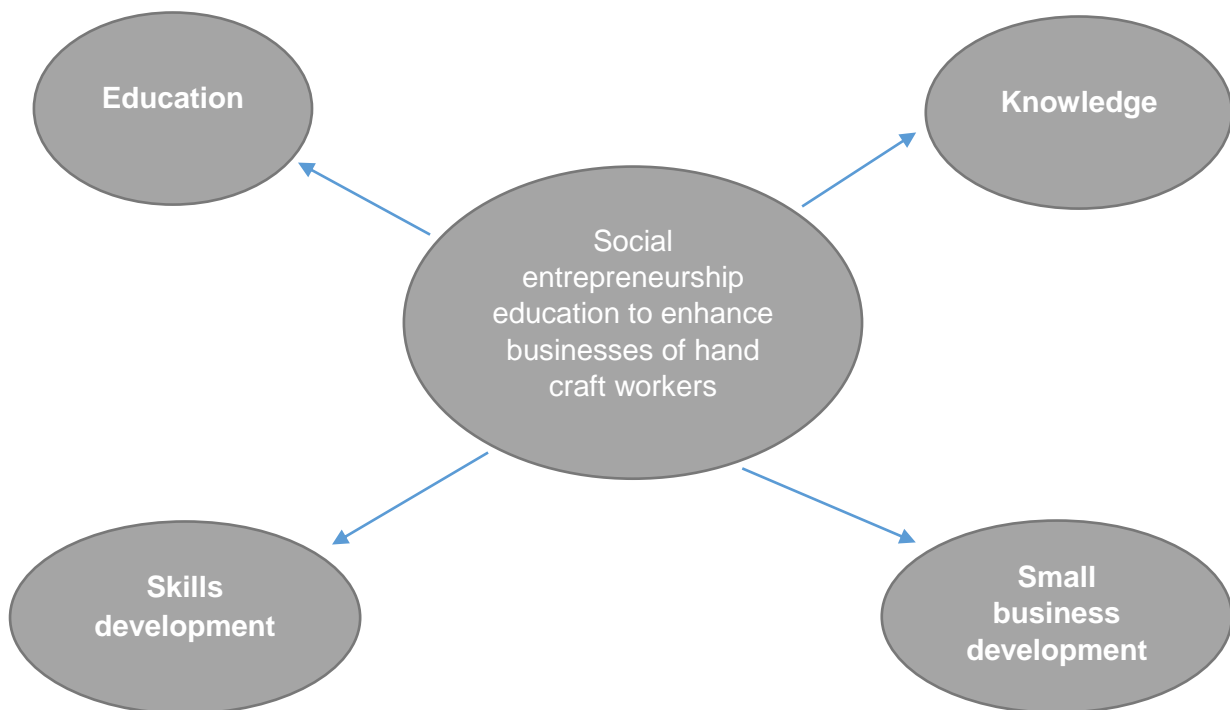 Education
Knowledge
Social
entrepreneurship
education to enhance
businesses of hand
craft workers
Skills
development
Small
business
development